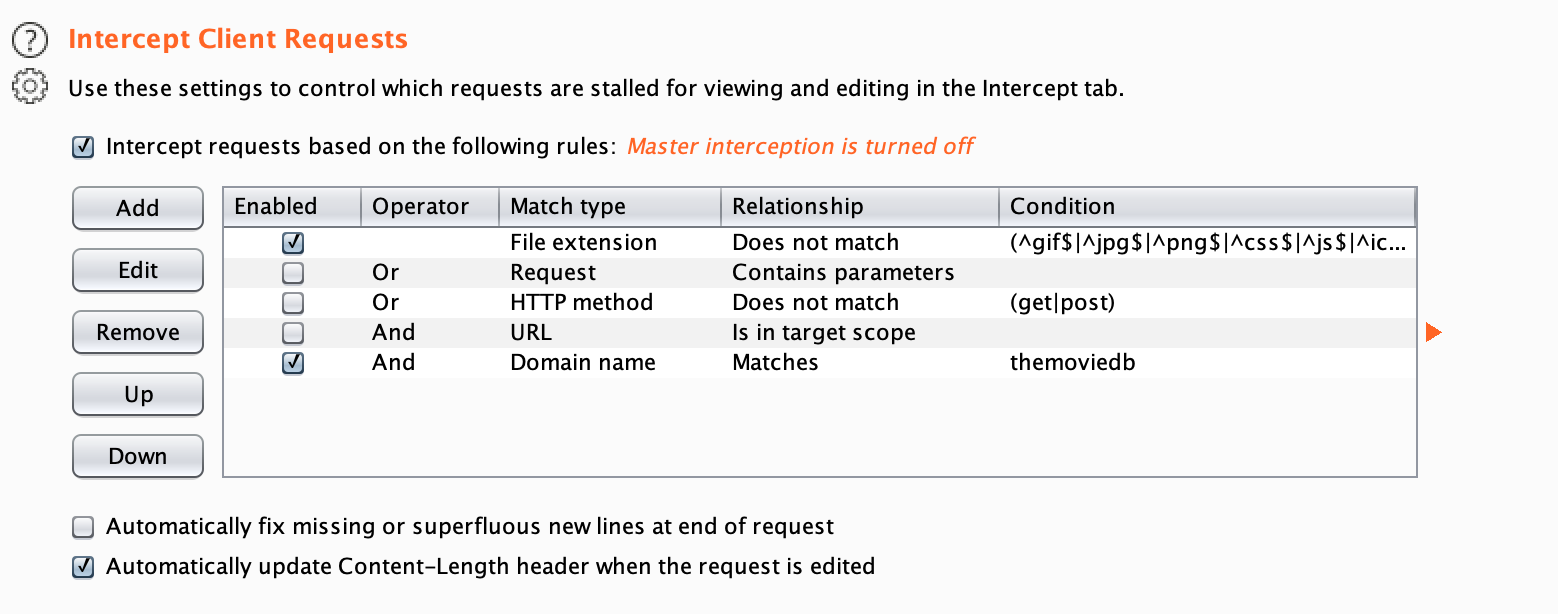 Intercept Client Requests
Use these settings to control which requests are stalled for viewing and editing in the Intercept tab.
Intercept requests based on the following rules: Master interception is turned off
Add
Edit
Remove
Up
Down
Enabled Operator Match type Relationship Condition
File extension Does not match (^gif$|^jpg$|^png$|^css$|^js$|^ic...
Or Request Contains parameters
Or HTTP method Does not match (get|post)
And URL Is in target scope
And Domain name Matches themoviedb
Automatically fix missing or superfluous new lines at end of request
Automatically update Content-Length header when the request is edited